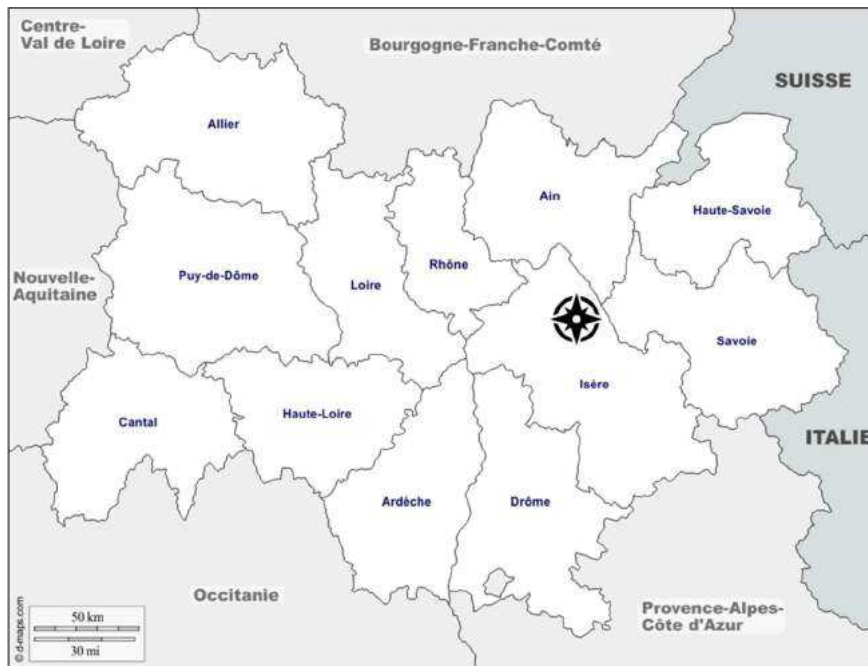 Centre-
Val de Loire
Bourgogne-Franche-Comté
SUISSE
Allier
Ain
Haute-Savoie
Nouvelle-
Aquitaine
Puy-de-Dôme
Loire
Rhône
Savoie
Isère
Cantal
Haute-Loire
ITALIE
Ardèche
Drôme
Occitanie
Provence-Alpes-
Côte d'Azur
50 km
30 mi
© d-maps.com